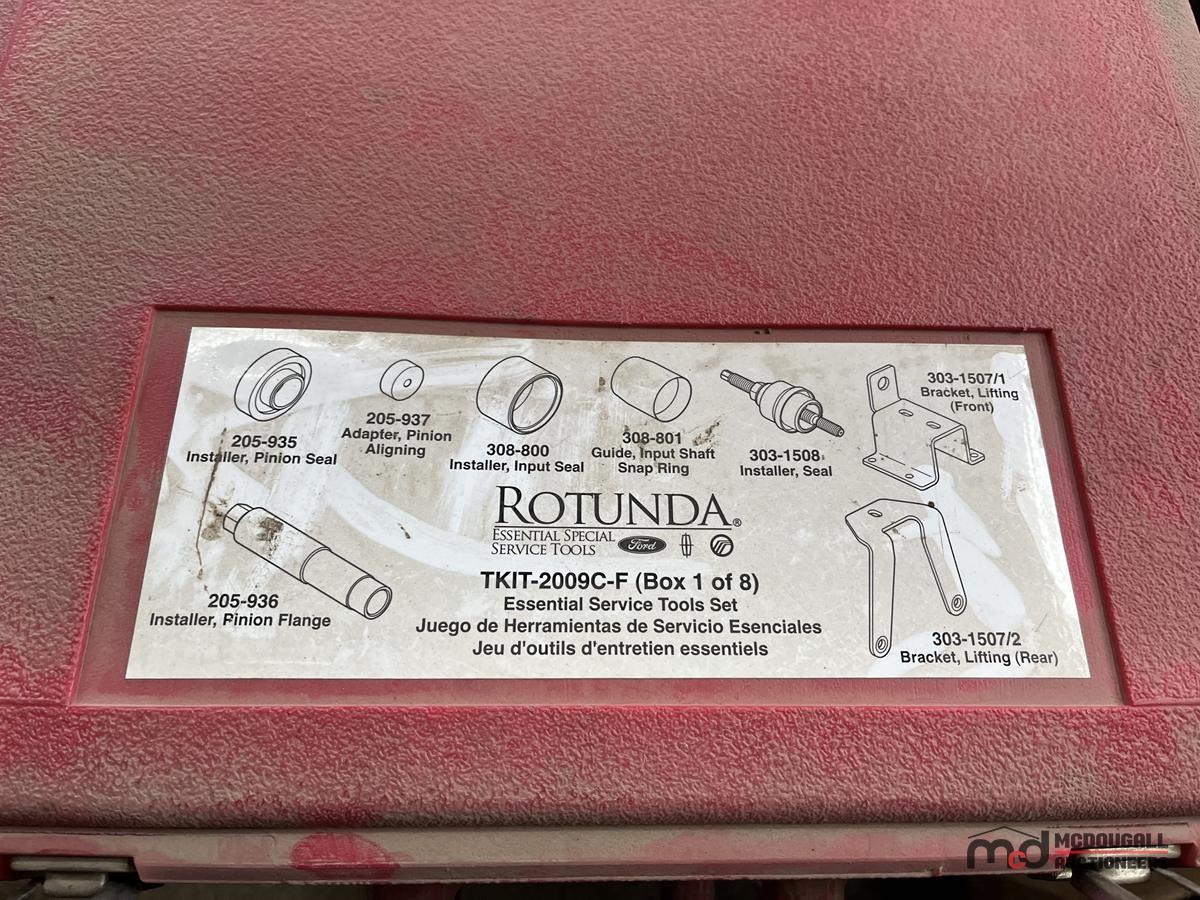 205-935
Installer, Pinion Seal
205-937
Adapter, Pinion
Aligning
308-800
Installer, Input Seal
308-801
Guide, Input Shaft
Snap Ring
303-1508
Installer, Seal
303-1507/1
Bracket, Lifting
(Front)
205-936
Installer, Pinion Flange
ROTUNDA®
ESSENTIAL SPECIAL
SERVICE TOOLS
Ford
TKIT-2009C-F (Box 1 of 8)
Essential Service Tools Set
Juego de Herramientas de Servicio Esenciales
Jeu d'outils d'entretien essentiels
303-1507/2
Bracket, Lifting (Rear)
mcd
MCDOUGALL
AUCTIONEERS